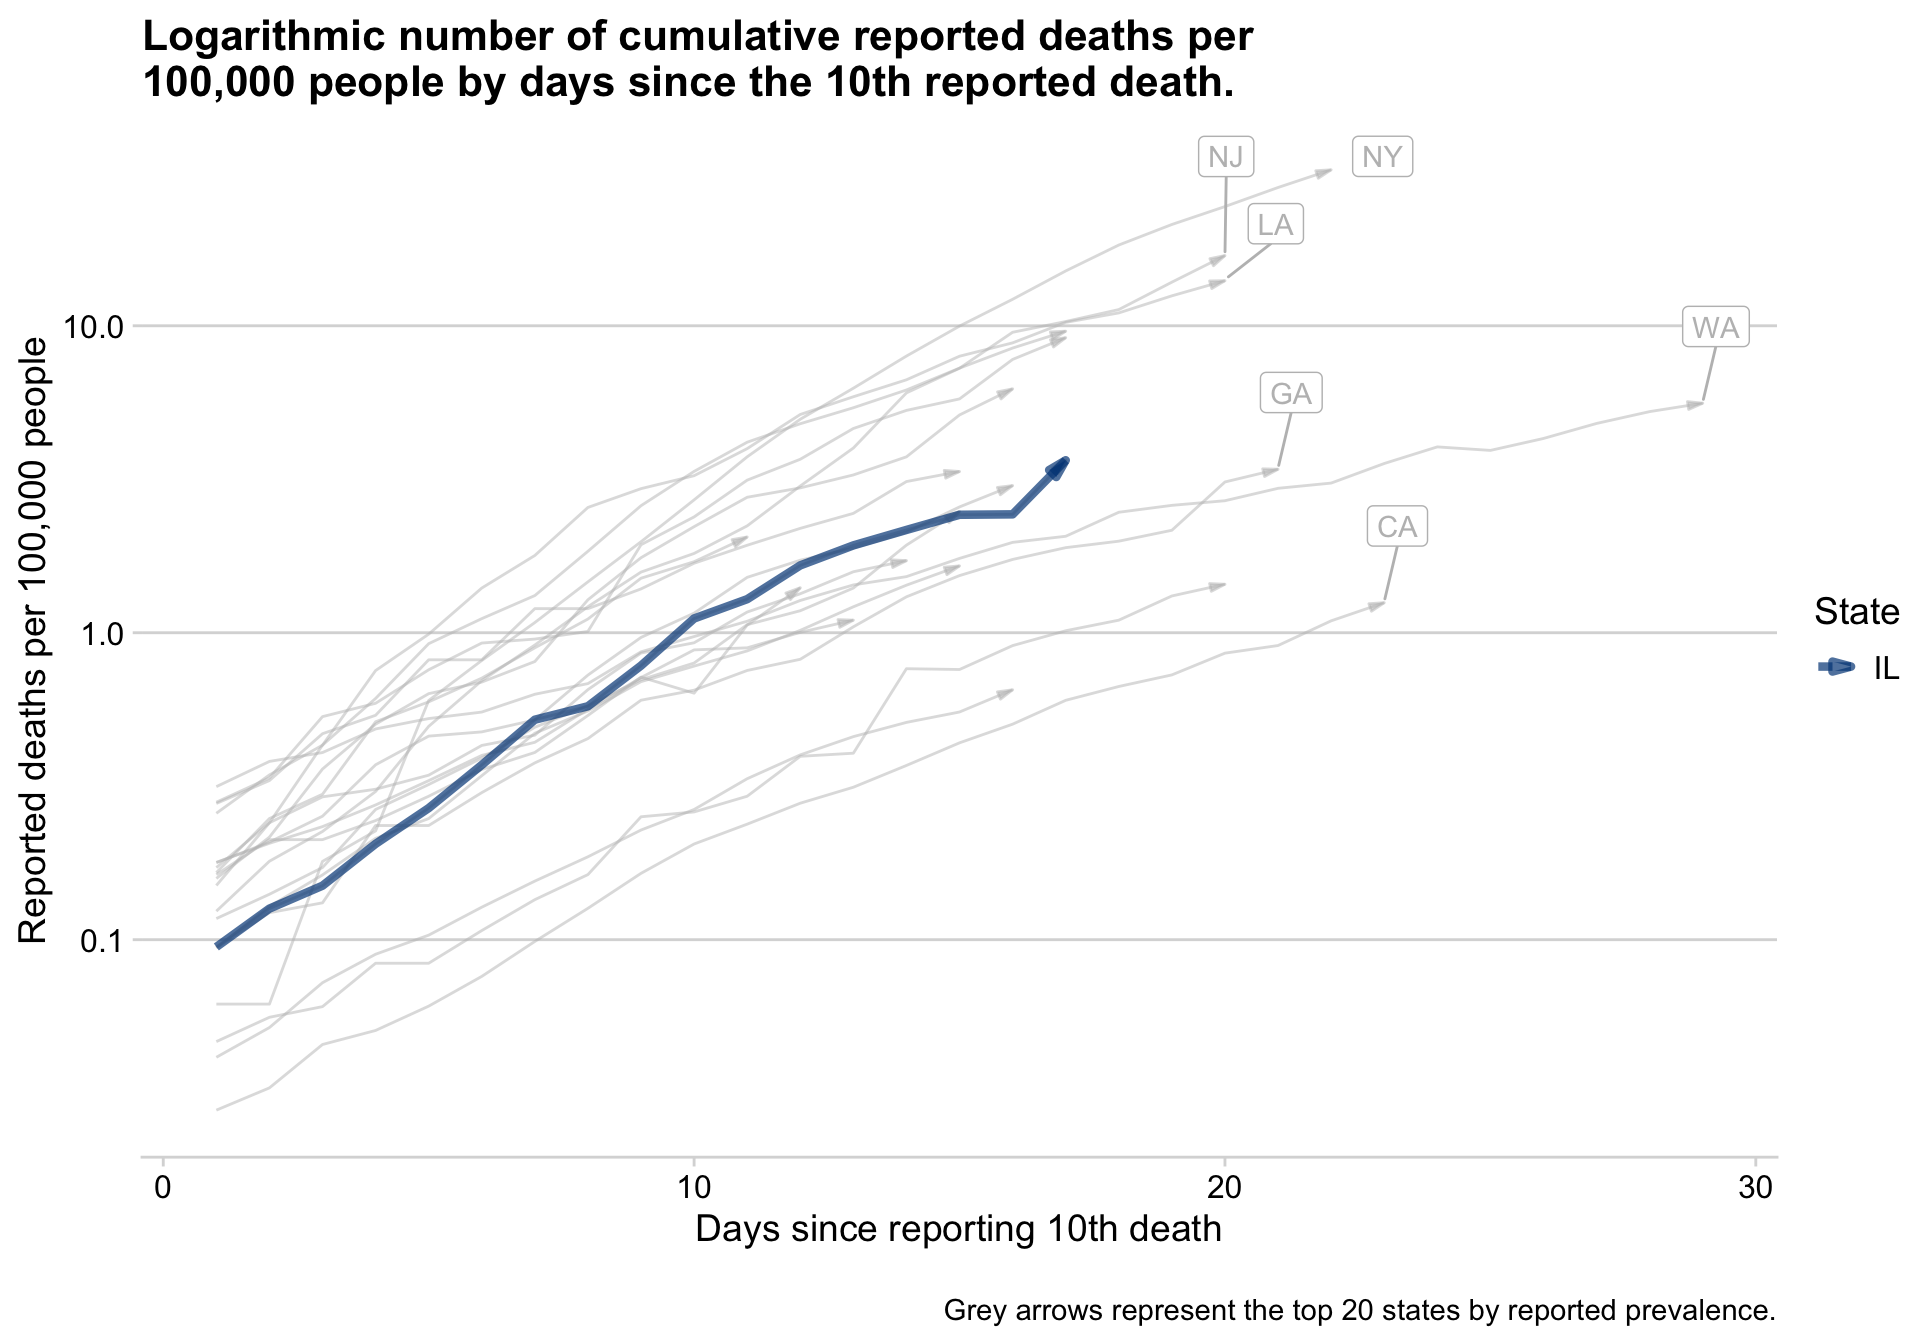 Logarithmic number of cumulative reported deaths per
100,000 people by days since the 10th reported death.
NJ
NY
LA
WA
GA
CA
10.0
1.0
0.1
Reported deaths per 100,000 people
0
10
20
30
Days since reporting 10th death
State
IL
Grey arrows represent the top 20 states by reported prevalence.